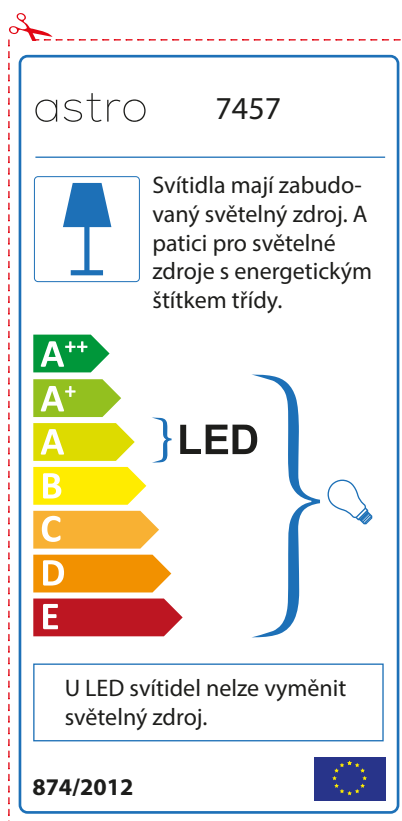 astro 7457
Svítidla mají zabudo-
vaný světelný zdroj. A
patici pro světelné
zdroje s energetickým
štítkem třídy.
A++
A+
A
LED
B
C
D
E
U LED svítidel nelze vyměnit
světelný zdroj.
874/2012